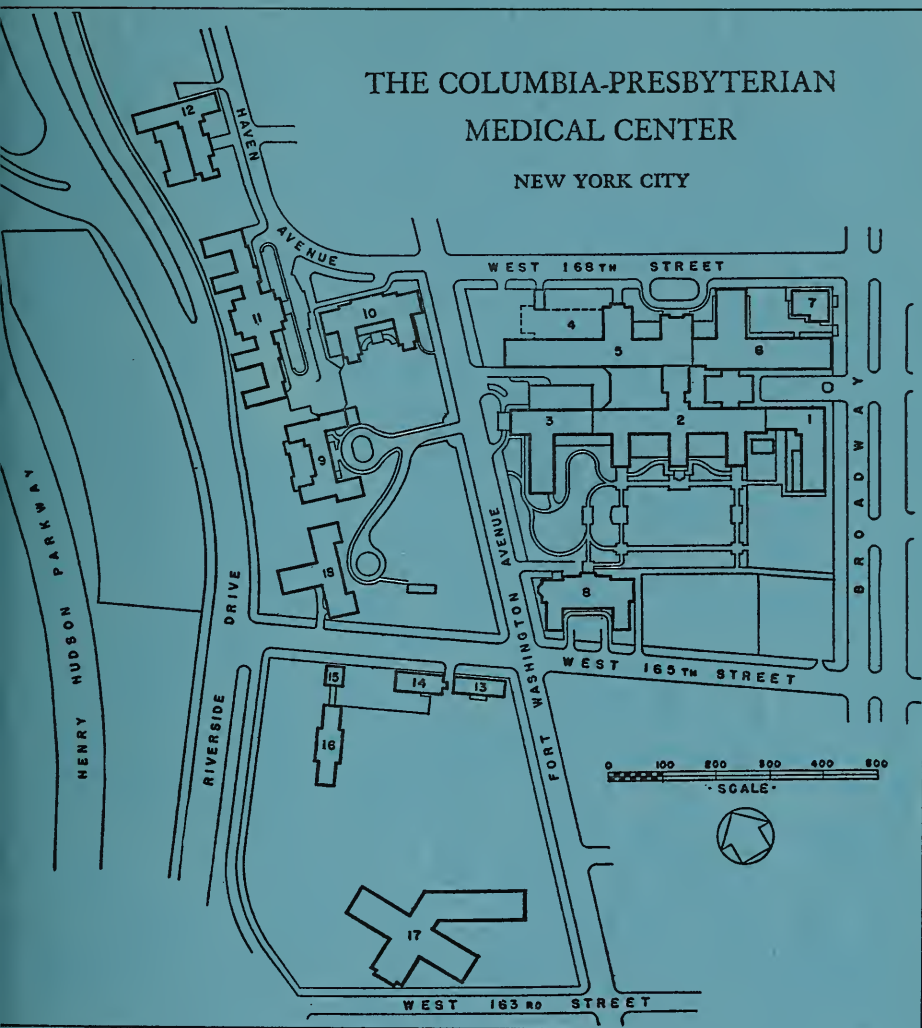 THE COLUMBIA-PRESBYTERIAN
MEDICAL CENTER
NEW YORK CITY
HAVEN
AVENUE
WEST 168TH STREET
12
11
10
9
19
4
5
6
7
3
2
1
8
BROADWAY
FORT WASHINGTON AVENUE
WEST 165TH STREET
HENRY HUDSON PARKWAY
RIVERSIDE DRIVE
15
14
13
16
17
0 100 200 300 400 500
· SCALE ·
WEST 163RD STREET